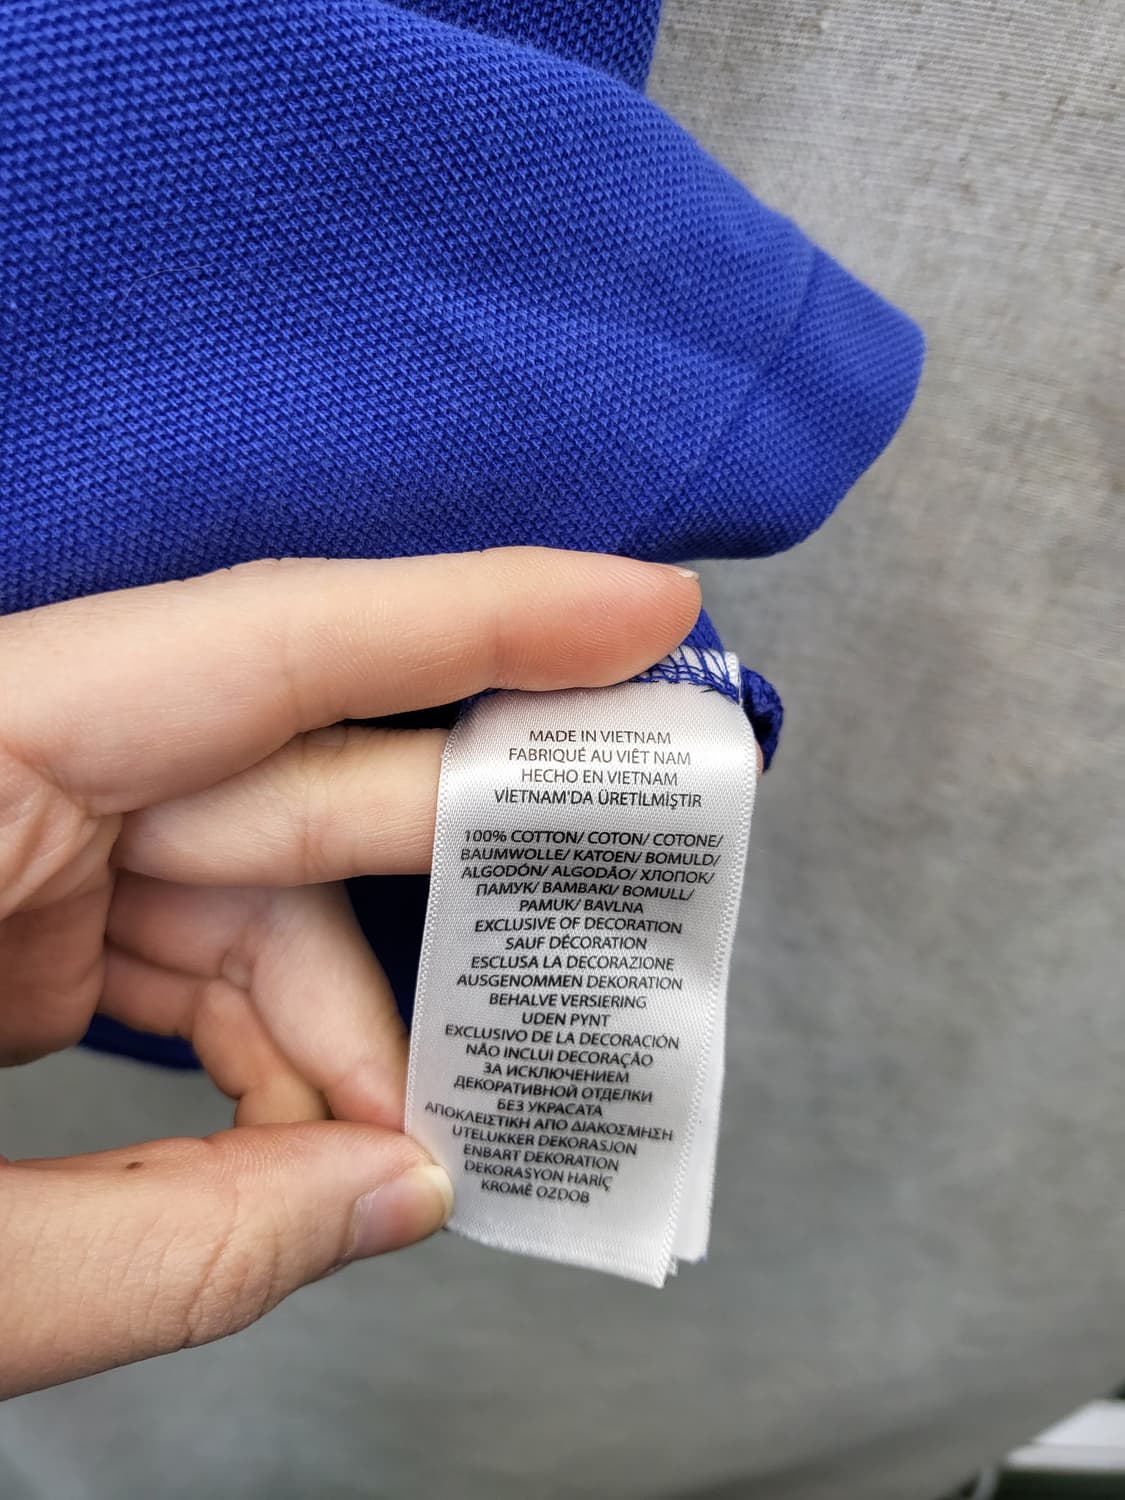 MADE IN VIETNAM
FABRIQUÉ AU VIÊT NAM
HECHO EN VIETNAM
VİETNAM'DA ÜRETİLMİŞTİR
100% COTTON/ COTON/ COTONE/
BAUMWOLLE/ KATOEN/ BOMULD/
ALGODÓN/ ALGODÃO/ ХЛОПОК/
ПАМУК/ BAMBAKI/ BOMULL/
PAMUK/ BAVLNA
EXCLUSIVE OF DECORATION
SAUF DÉCORATION
ESCLUSA LA DECORAZIONE
AUSGENOMMEN DEKORATION
BEHALVE VERSIERING
UDEN PYNT
EXCLUSIVO DE LA DECORACIÓN
NÃO INCLUI DECORAÇAO
ЗА ИСКЛЮЧЕНИЕМ
ДЕКОРАТИВНОЙ ОТДЕЛКИ
БЕЗ УКРАСАТА
ΑΠΟΚΛΕΙΣΤΙΚΗ ΑΠΟ ΔΙΑΚΟΣΜΗΣΗ
UTELUKKER DEKORASJON
ENBART DEKORATION
DEKORASYON HARİÇ
KROMĚ OZDOB